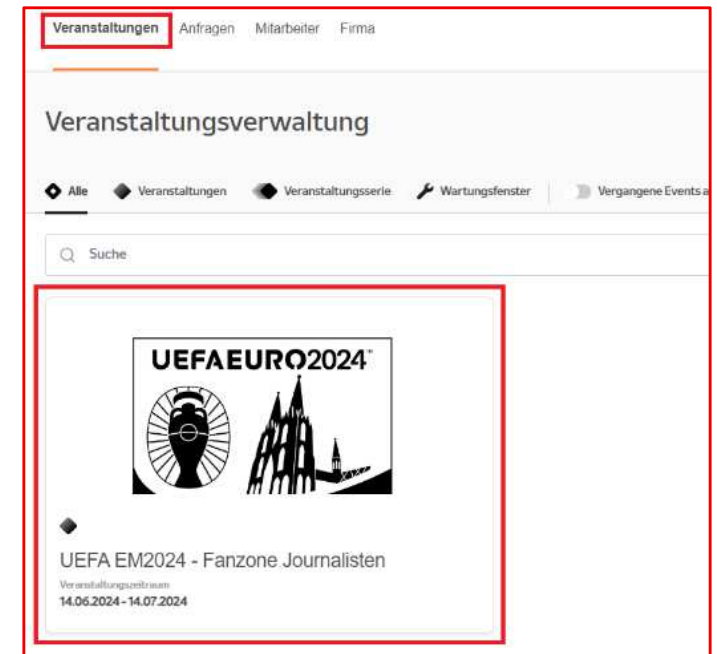 Veranstaltungen Anfragen Mitarbeiter Firma
Veranstaltungsverwaltung
Alle Veranstaltungen Veranstaltungsserie Wartungsfenster Vergangene Events a
Suche
UEFAEURO2024™
UEFA EM2024 - Fanzone Journalisten
Veranstaltungszeitraum
14.06.2024 - 14.07.2024